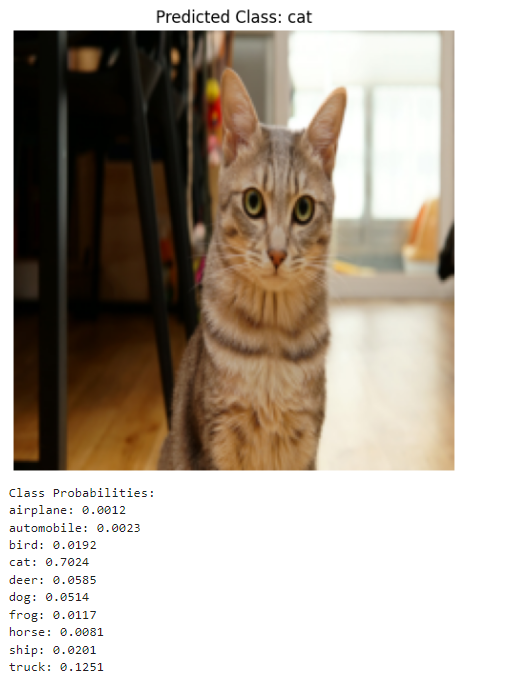 Predicted Class: cat
Class Probabilities:
airplane: 0.0012
automobile: 0.0023
bird: 0.0192
cat: 0.7024
deer: 0.0585
dog: 0.0514
frog: 0.0117
horse: 0.0081
ship: 0.0201
truck: 0.1251